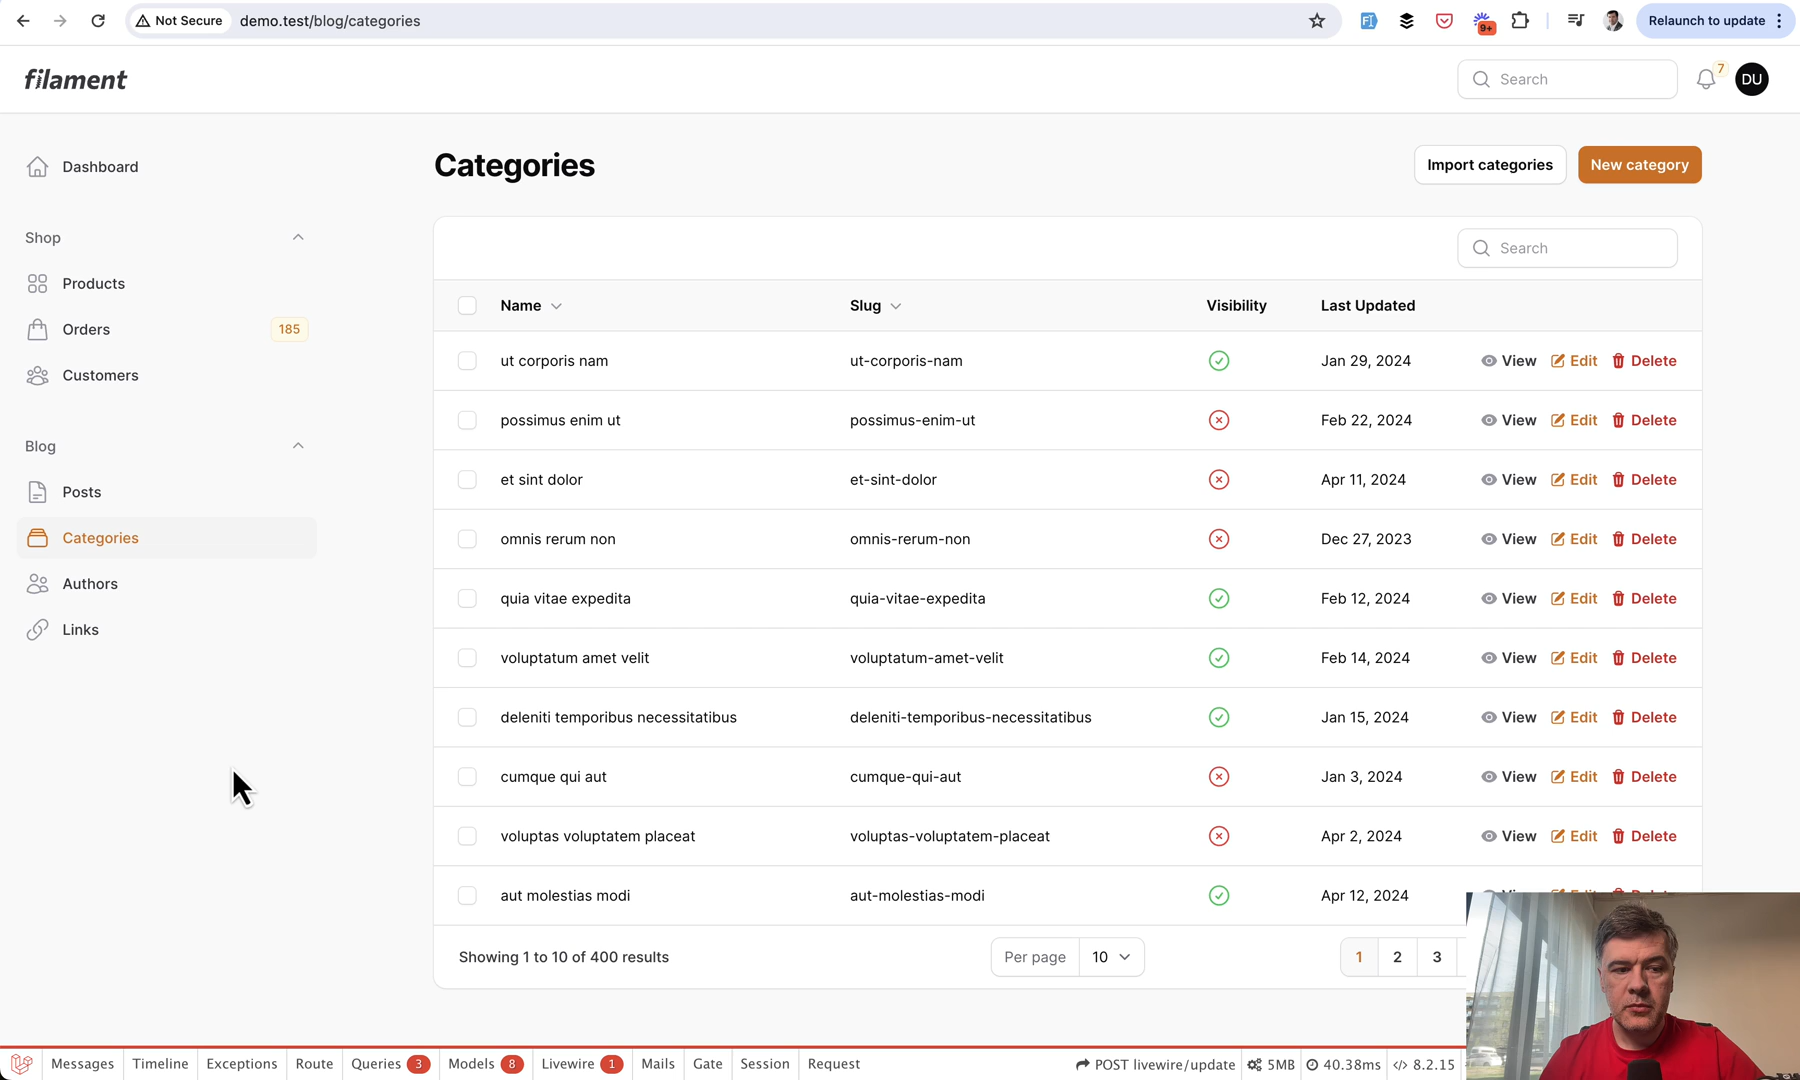 Not Secure demo.test/blog/categories 9+ Relaunch to update
filament Search 7 DU
Dashboard
Shop
Products
Orders 185
Customers
Blog
Posts
Categories
Authors
Links
Categories Import categories New category
Search
Name Slug Visibility Last Updated
ut corporis nam ut-corporis-nam Jan 29, 2024 View Edit Delete
possimus enim ut possimus-enim-ut Feb 22, 2024 View Edit Delete
et sint dolor et-sint-dolor Apr 11, 2024 View Edit Delete
omnis rerum non omnis-rerum-non Dec 27, 2023 View Edit Delete
quia vitae expedita quia-vitae-expedita Feb 12, 2024 View Edit Delete
voluptatum amet velit voluptatum-amet-velit Feb 14, 2024 View Edit Delete
deleniti temporibus necessitatibus deleniti-temporibus-necessitatibus Jan 15, 2024 View Edit Delete
cumque qui aut cumque-qui-aut Jan 3, 2024 View Edit Delete
voluptas voluptatem placeat voluptas-voluptatem-placeat Apr 2, 2024 View Edit Delete
aut molestias modi aut-molestias-modi Apr 12, 2024
Showing 1 to 10 of 400 results Per page 10 1 2 3
Messages Timeline Exceptions Route Queries 3 Models 8 Livewire 1 Mails Gate Session Request POST livewire/update 5MB 40.38ms 8.2.15